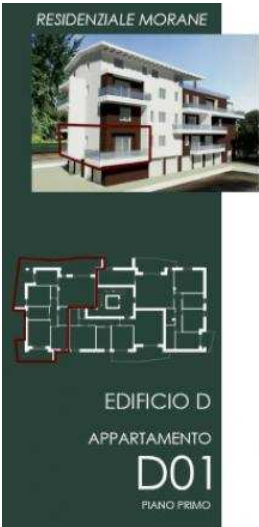 RESIDENZIALE MORANE
EDIFICIO D
APPARTAMENTO
D01
PIANO PRIMO